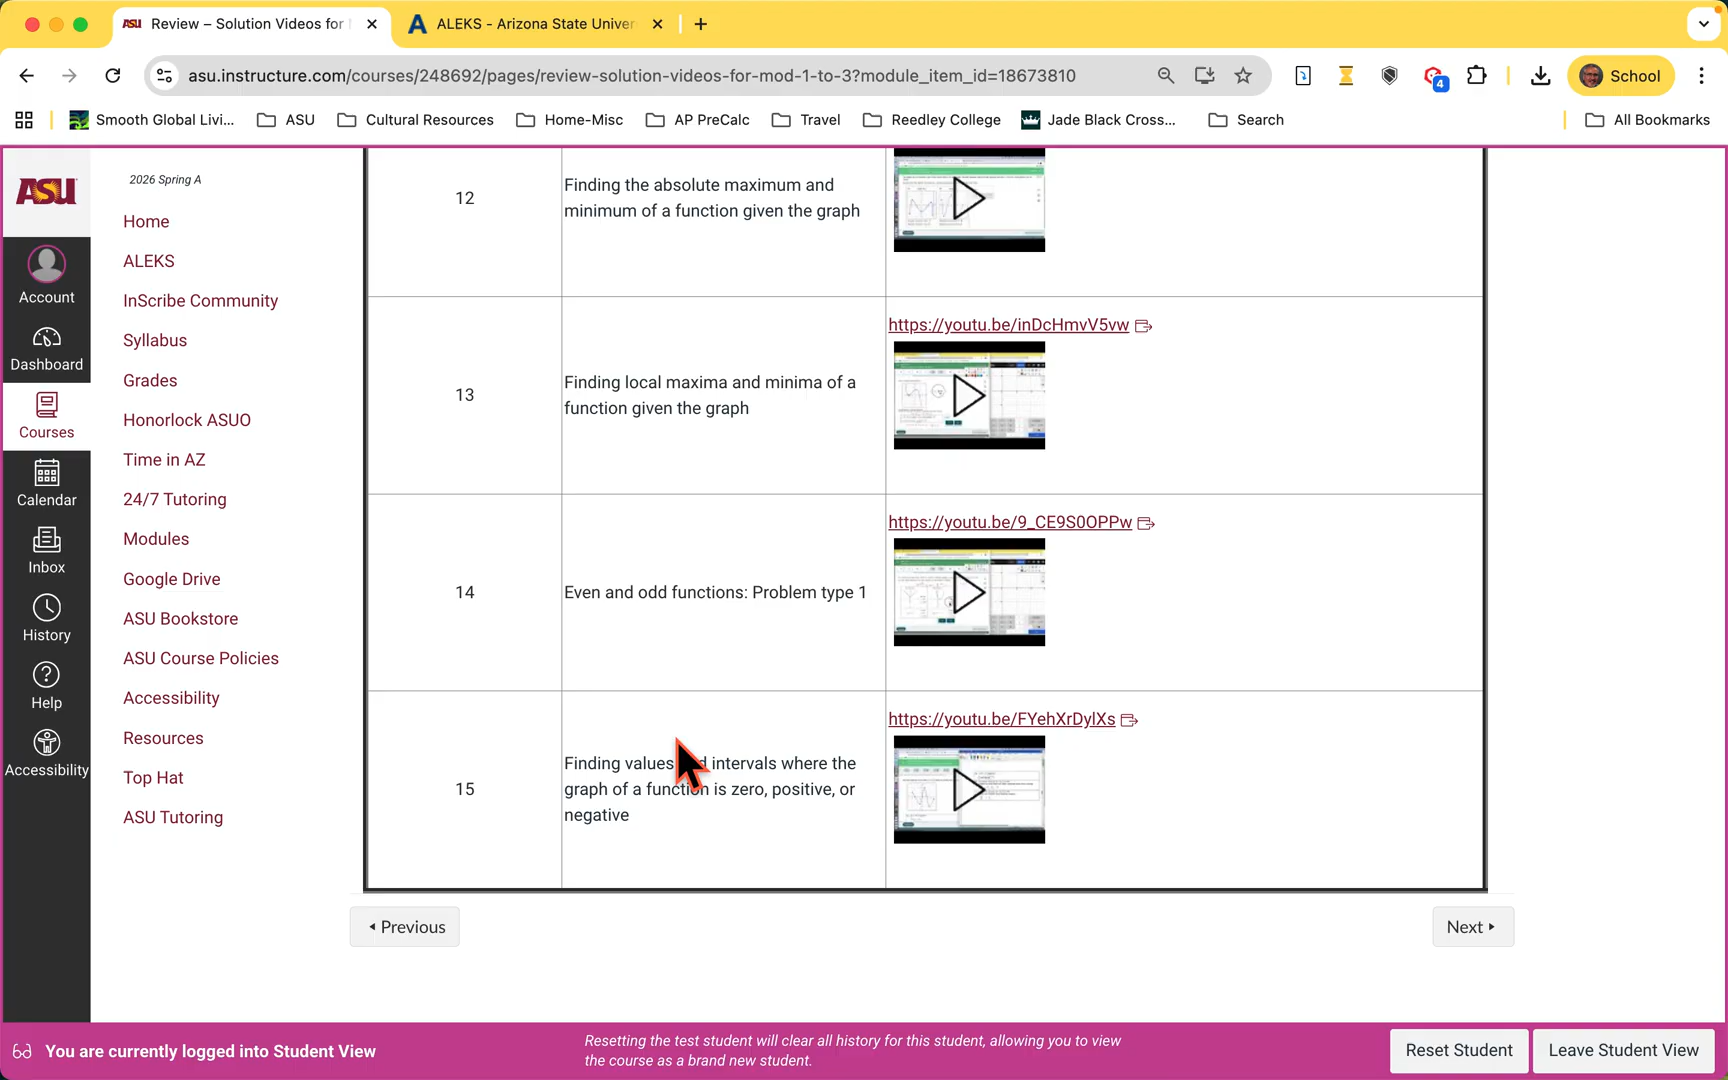 ASU Review – Solution Videos for
ALEKS - Arizona State Univer
asu.instructure.com/courses/248692/pages/review-solution-videos-for-mod-1-to-3?module_item_id=18673810
4
School
Smooth Global Livi...
ASU
Cultural Resources
Home-Misc
AP PreCalc
Travel
Reedley College
Jade Black Cross...
Search
All Bookmarks
ASU
Account
Dashboard
Courses
Calendar
Inbox
History
Help
Accessibility
2026 Spring A
Home
ALEKS
InScribe Community
Syllabus
Grades
Honorlock ASUO
Time in AZ
24/7 Tutoring
Modules
Google Drive
ASU Bookstore
ASU Course Policies
Accessibility
Resources
Top Hat
ASU Tutoring
12
Finding the absolute maximum and
minimum of a function given the graph
https://youtu.be/inDcHmvV5vw
13
Finding local maxima and minima of a
function given the graph
https://youtu.be/9_CE9S0OPPw
14
Even and odd functions: Problem type 1
https://youtu.be/FYehXrDylXs
15
Finding values intervals where the
graph of a function is zero, positive, or
negative
Previous
Next
You are currently logged into Student View
Resetting the test student will clear all history for this student, allowing you to view
the course as a brand new student.
Reset Student
Leave Student View